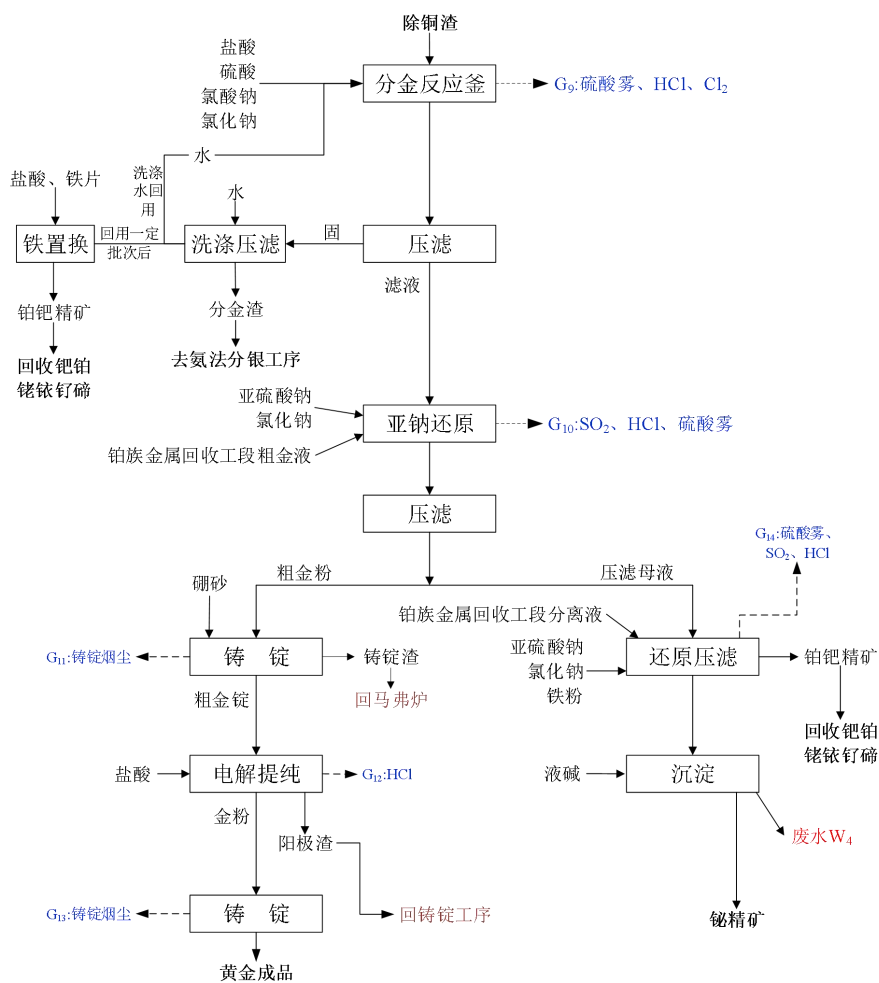 除铜渣
盐酸
硫酸
氯酸钠
氯化钠
分金反应釜
G9:硫酸雾、HCl、Cl2
水
洗涤
水回
用
盐酸、铁片
水
铁置换
回用一定
批次后
洗涤压滤
固
压滤
滤液
铂钯精矿
分金渣
回收钯铂
铑铱钌碲
去氨法分银工序
亚硫酸钠
氯化钠
亚钠还原
G10:SO2、HCl、硫酸雾
铂族金属回收工段粗金液
压滤
G14:硫酸雾、
SO2、HCl
粗金粉
压滤母液
硼砂
铂族金属回收工段分离液
G11:铸锭烟尘
铸 锭
铸锭渣
亚硫酸钠
氯化钠
铁粉
还原压滤
铂钯精矿
回马弗炉
粗金锭
回收钯铂
铑铱钌碲
盐酸
电解提纯
G12:HCl
液碱
沉淀
金粉
阳极渣
废水W4
G13:铸锭烟尘
铸 锭
回铸锭工序
铋精矿
黄金成品